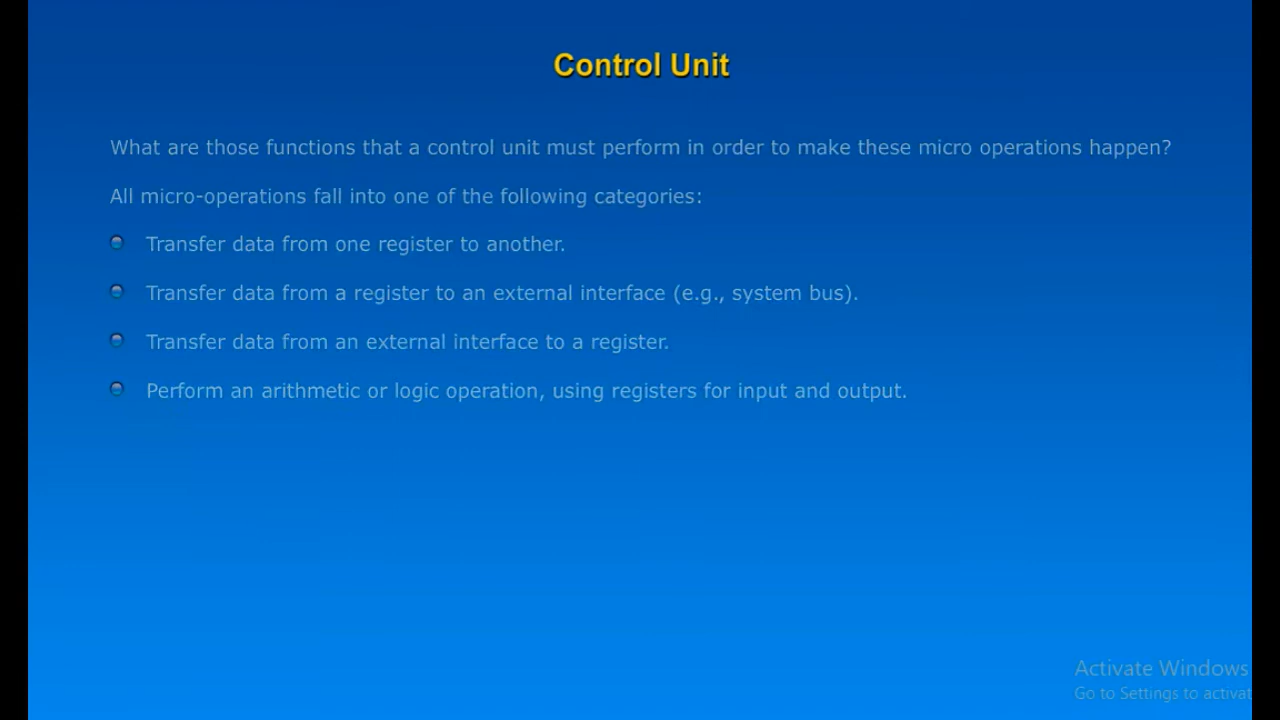 Control Unit
What are those functions that a control unit must perform in order to make these micro operations happen?
All micro-operations fall into one of the following categories:
Transfer data from one register to another.
Transfer data from a register to an external interface (e.g., system bus).
Transfer data from an external interface to a register.
Perform an arithmetic or logic operation, using registers for input and output.
Activate Windows
Go to Settings to activat